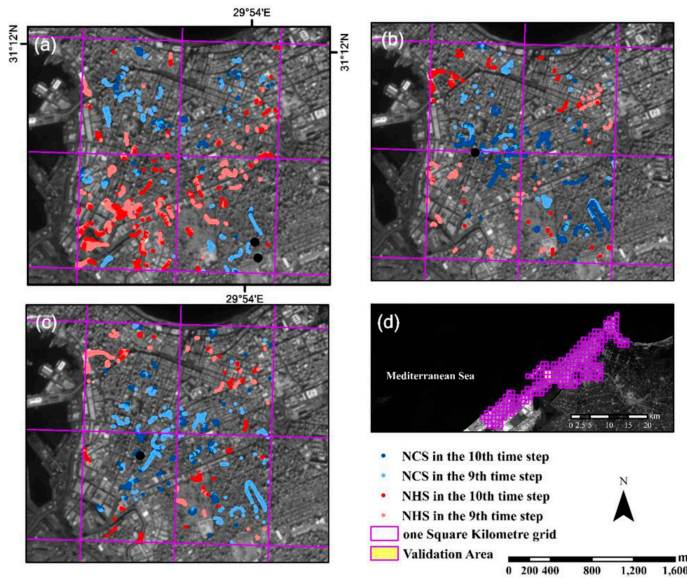 29°54'E
31°12'N
(a)
31°12'N
(b)
29°54'E
(c)
(d)
Mediterranean Sea
Km
0 2.5 5 10 15 20
NCS in the 10th time step
NCS in the 9th time step
NHS in the 10th time step
NHS in the 9th time step
one Square Kilometre grid
Validation Area
N
m
0 200 400 800 1,200 1,600